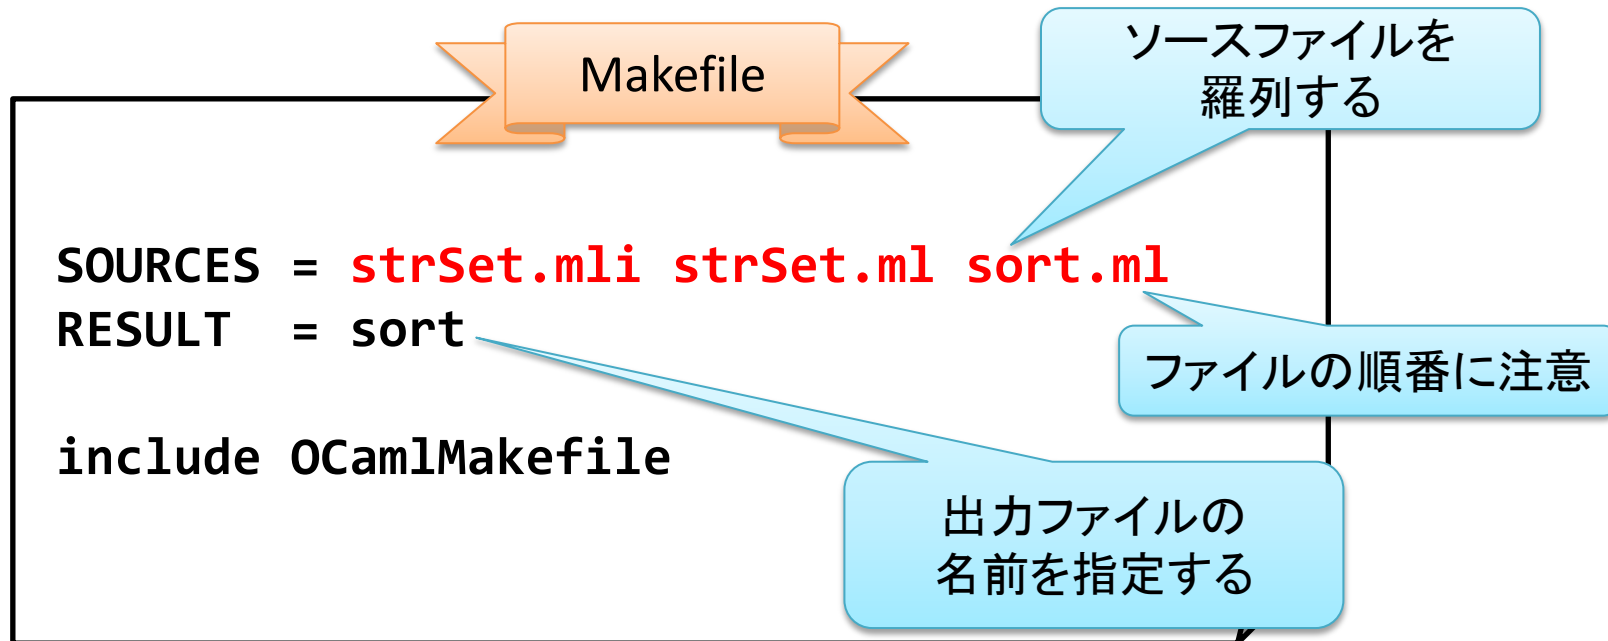 Makefile
ソースファイルを
羅列する
SOURCES = strSet.mli strSet.ml sort.ml
RESULT  = sort
ファイルの順番に注意
include OCamlMakefile
出力ファイルの
名前を指定する